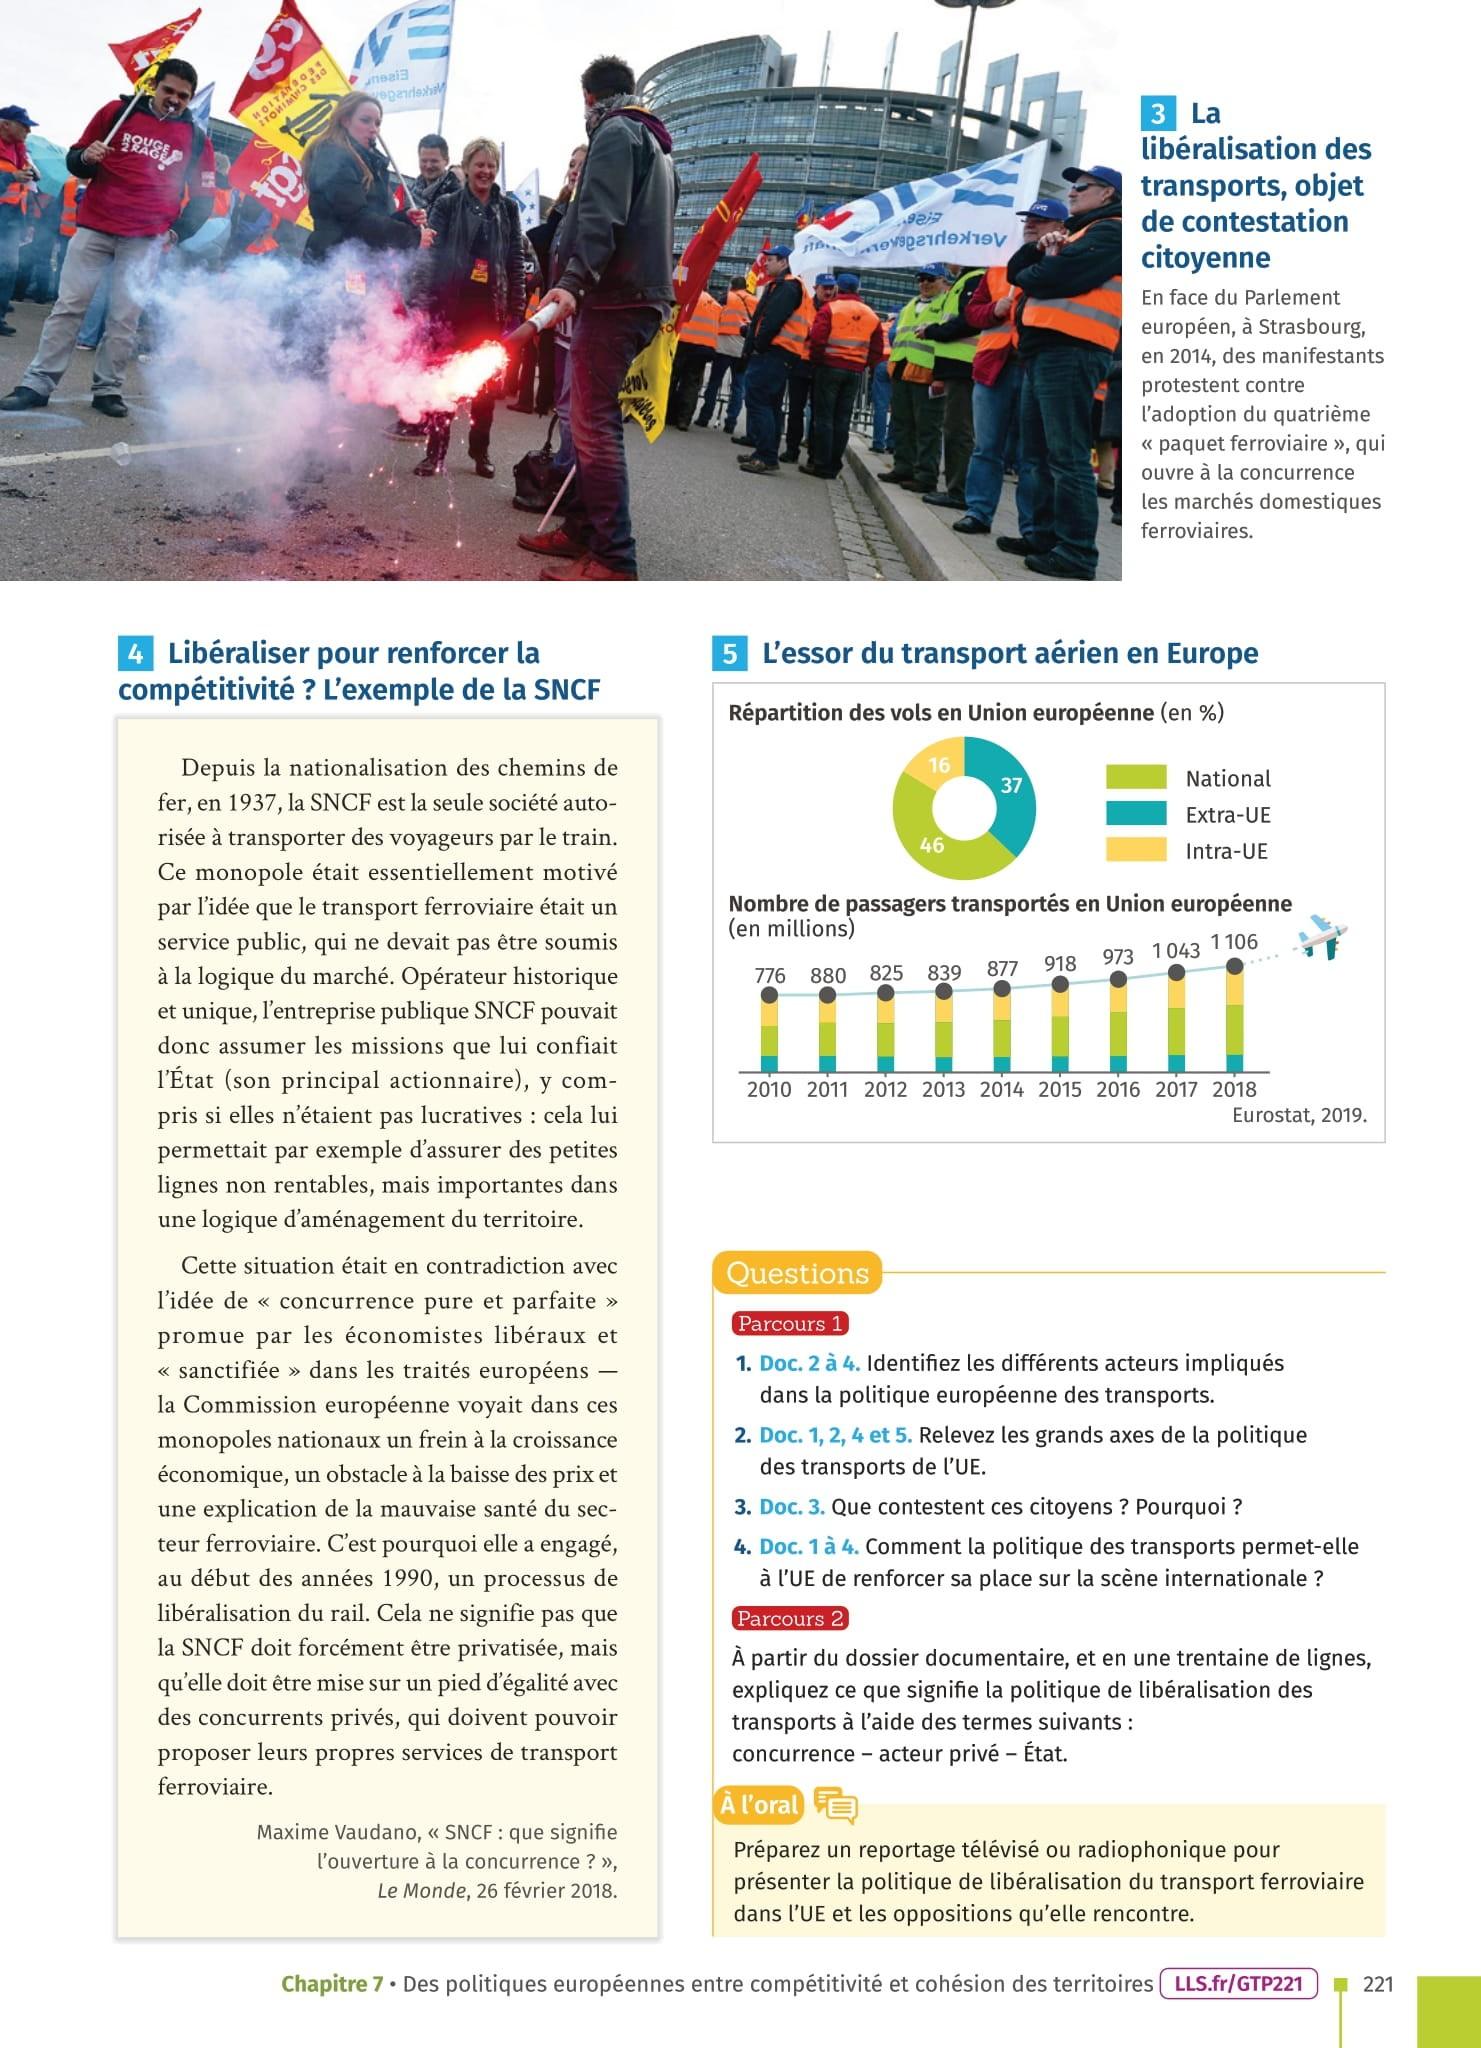 cgt
FÉDÉRATION
DES CHEMINOTS
cgt
ROUGE
2RAGE
3 La
libéralisation des
transports, objet
de contestation
citoyenne
En face du Parlement
européen, à Strasbourg,
en 2014, des manifestants
protestent contre
l’adoption du quatrième
« paquet ferroviaire », qui
ouvre à la concurrence
les marchés domestiques
ferroviaires.
4 Libéraliser pour renforcer la
compétitivité ? L’exemple de la SNCF
Depuis la nationalisation des chemins de
fer, en 1937, la SNCF est la seule société auto-
risée à transporter des voyageurs par le train.
Ce monopole était essentiellement motivé
par l’idée que le transport ferroviaire était un
service public, qui ne devait pas être soumis
à la logique du marché. Opérateur historique
et unique, l’entreprise publique SNCF pouvait
donc assumer les missions que lui confiait
l’État (son principal actionnaire), y com-
pris si elles n’étaient pas lucratives : cela lui
permettait par exemple d’assurer des petites
lignes non rentables, mais importantes dans
une logique d’aménagement du territoire.
Cette situation était en contradiction avec
l’idée de « concurrence pure et parfaite »
promue par les économistes libéraux et
« sanctifiée » dans les traités européens —
la Commission européenne voyait dans ces
monopoles nationaux un frein à la croissance
économique, un obstacle à la baisse des prix et
une explication de la mauvaise santé du sec-
teur ferroviaire. C’est pourquoi elle a engagé,
au début des années 1990, un processus de
libéralisation du rail. Cela ne signifie pas que
la SNCF doit forcément être privatisée, mais
qu’elle doit être mise sur un pied d’égalité avec
des concurrents privés, qui doivent pouvoir
proposer leurs propres services de transport
ferroviaire.
Maxime Vaudano, « SNCF : que signifie
l’ouverture à la concurrence ? »,
Le Monde, 26 février 2018.
5 L’essor du transport aérien en Europe
Répartition des vols en Union européenne (en %)
16
37
46
National
Extra-UE
Intra-UE
Nombre de passagers transportés en Union européenne
(en millions)
776 880 825 839 877 918 973 1 043 1 106
2010 2011 2012 2013 2014 2015 2016 2017 2018
Eurostat, 2019.
Questions
Parcours 1
1. Doc. 2 à 4. Identifiez les différents acteurs impliqués
dans la politique européenne des transports.
2. Doc. 1, 2, 4 et 5. Relevez les grands axes de la politique
des transports de l’UE.
3. Doc. 3. Que contestent ces citoyens ? Pourquoi ?
4. Doc. 1 à 4. Comment la politique des transports permet-elle
à l’UE de renforcer sa place sur la scène internationale ?
Parcours 2
À partir du dossier documentaire, et en une trentaine de lignes,
expliquez ce que signifie la politique de libéralisation des
transports à l’aide des termes suivants :
concurrence – acteur privé – État.
À l’oral
Préparez un reportage télévisé ou radiophonique pour
présenter la politique de libéralisation du transport ferroviaire
dans l’UE et les oppositions qu’elle rencontre.
Chapitre 7 • Des politiques européennes entre compétitivité et cohésion des territoires LLS.fr/GTP221 221